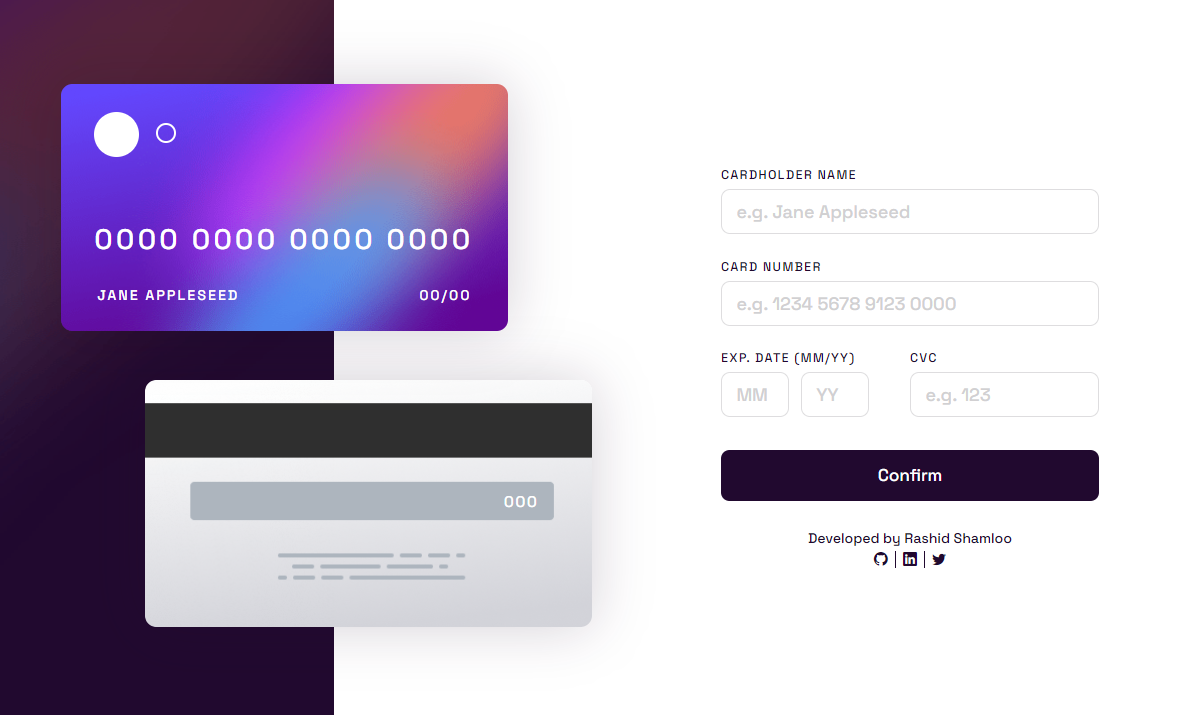 0000 0000 0000 0000
JANE APPLESEED 00/00
000
CARDHOLDER NAME
e.g. Jane Appleseed
CARD NUMBER
e.g. 1234 5678 9123 0000
EXP. DATE (MM/YY) CVC
MM YY e.g. 123
Confirm
Developed by Rashid Shamloo